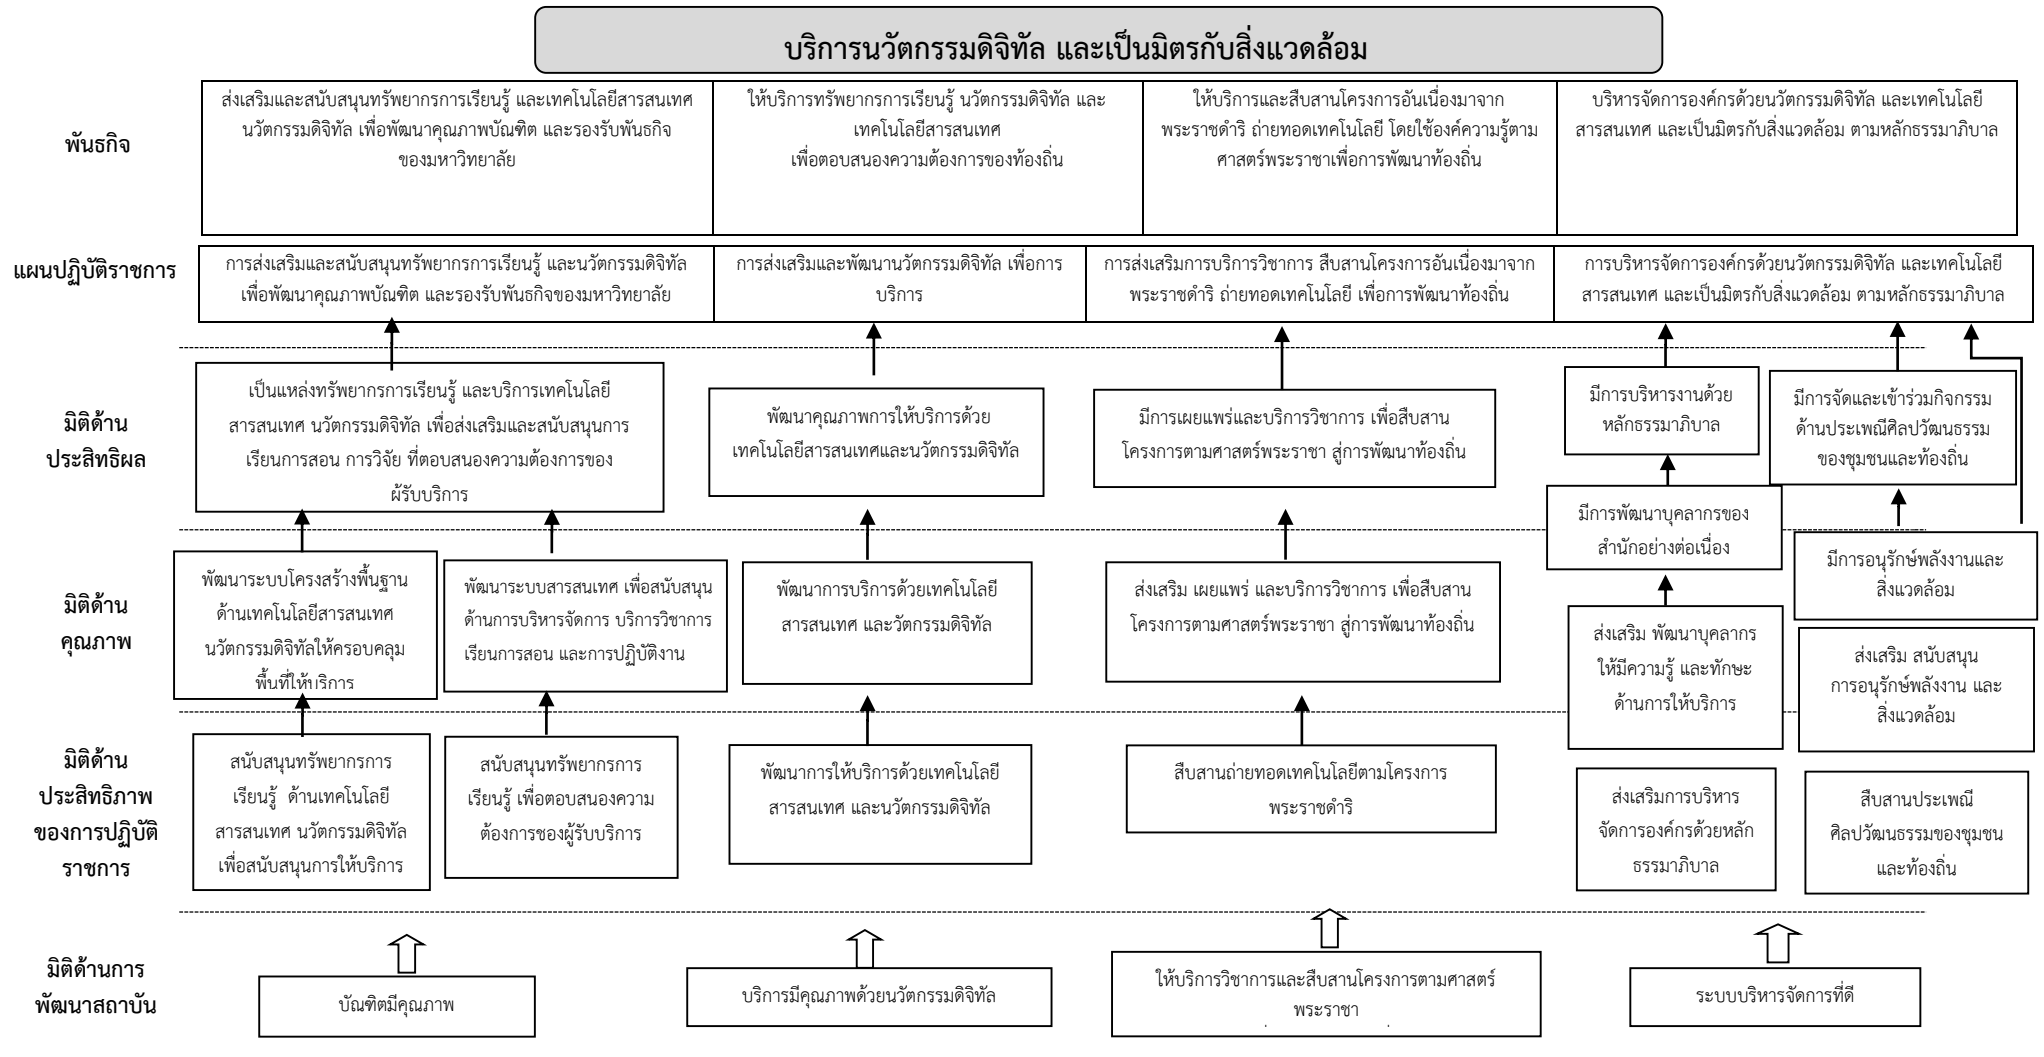 บริการนวัตกรรมดิจิทัล และเป็นมิตรกับสิ่งแวดล้อม
พันธกิจ
ส่งเสริมและสนับสนุนทรัพยากรการเรียนรู้ และเทคโนโลยีสารสนเทศ
นวัตกรรมดิจิทัล เพื่อพัฒนาคุณภาพบัณฑิต และรองรับพันธกิจ
ของมหาวิทยาลัย
ให้บริการทรัพยากรการเรียนรู้ นวัตกรรมดิจิทัล และ
เทคโนโลยีสารสนเทศ
เพื่อตอบสนองความต้องการของท้องถิ่น
ให้บริการและสืบสานโครงการอันเนื่องมาจาก
พระราชดำริ ถ่ายทอดเทคโนโลยี โดยใช้องค์ความรู้ตาม
ศาสตร์พระราชาเพื่อการพัฒนาท้องถิ่น
บริหารจัดการองค์กรด้วยนวัตกรรมดิจิทัล และเทคโนโลยี
สารสนเทศ และเป็นมิตรกับสิ่งแวดล้อม ตามหลักธรรมาภิบาล
แผนปฏิบัติราชการ
การส่งเสริมและสนับสนุนทรัพยากรการเรียนรู้ และนวัตกรรมดิจิทัล
เพื่อพัฒนาคุณภาพบัณฑิต และรองรับพันธกิจของมหาวิทยาลัย
การส่งเสริมและพัฒนานวัตกรรมดิจิทัล เพื่อการ
บริการ
การส่งเสริมการบริการวิชาการ สืบสานโครงการอันเนื่องมาจาก
พระราชดำริ ถ่ายทอดเทคโนโลยี เพื่อการพัฒนาท้องถิ่น
การบริหารจัดการองค์กรด้วยนวัตกรรมดิจิทัล และเทคโนโลยี
สารสนเทศ และเป็นมิตรกับสิ่งแวดล้อม ตามหลักธรรมาภิบาล
มิติด้าน
ประสิทธิผล
เป็นแหล่งทรัพยากรการเรียนรู้ และบริการเทคโนโลยี
สารสนเทศ นวัตกรรมดิจิทัล เพื่อส่งเสริมและสนับสนุนการ
เรียนการสอน การวิจัย ที่ตอบสนองความต้องการของ
ผู้รับบริการ
พัฒนาคุณภาพการให้บริการด้วย
เทคโนโลยีสารสนเทศและนวัตกรรมดิจิทัล
มีการเผยแพร่และบริการวิชาการ เพื่อสืบสาน
โครงการตามศาสตร์พระราชา สู่การพัฒนาท้องถิ่น
มีการบริหารงานด้วย
หลักธรรมาภิบาล
มีการจัดและเข้าร่วมกิจกรรม
ด้านประเพณีศิลปวัฒนธรรม
ของชุมชนและท้องถิ่น
มีการพัฒนาบุคลากรของ
สำนักอย่างต่อเนื่อง
มิติด้าน
คุณภาพ
พัฒนาระบบโครงสร้างพื้นฐาน
ด้านเทคโนโลยีสารสนเทศ
นวัตกรรมดิจิทัลให้ครอบคลุม
พื้นที่ให้บริการ
พัฒนาระบบสารสนเทศ เพื่อสนับสนุน
ด้านการบริหารจัดการ บริการวิชาการ
เรียนการสอน และการปฏิบัติงาน
พัฒนาการบริการด้วยเทคโนโลยี
สารสนเทศ และนวัตกรรมดิจิทัล
ส่งเสริม เผยแพร่ และบริการวิชาการ เพื่อสืบสาน
โครงการตามศาสตร์พระราชา สู่การพัฒนาท้องถิ่น
ส่งเสริม พัฒนาบุคลากร
ให้มีความรู้ และทักษะ
ด้านการให้บริการ
มีการอนุรักษ์พลังงานและ
สิ่งแวดล้อม
ส่งเสริม สนับสนุน
การอนุรักษ์พลังงาน และ
สิ่งแวดล้อม
มิติด้าน
ประสิทธิภาพ
ของการปฏิบัติ
ราชการ
สนับสนุนทรัพยากรการ
เรียนรู้ ด้านเทคโนโลยี
สารสนเทศ นวัตกรรมดิจิทัล
เพื่อสนับสนุนการให้บริการ
สนับสนุนทรัพยากรการ
เรียนรู้ เพื่อตอบสนองความ
ต้องการชองผู้รับบริการ
พัฒนาการให้บริการด้วยเทคโนโลยี
สารสนเทศ และนวัตกรรมดิจิทัล
สืบสานถ่ายทอดเทคโนโลยีตามโครงการ
พระราชดำริ
ส่งเสริมการบริหาร
จัดการองค์กรด้วยหลัก
ธรรมาภิบาล
สืบสานประเพณี
ศิลปวัฒนธรรมของชุมชน
และท้องถิ่น
มิติด้านการ
พัฒนาสถาบัน
บัณฑิตมีคุณภาพ
บริการมีคุณภาพด้วยนวัตกรรมดิจิทัล
ให้บริการวิชาการและสืบสานโครงการตามศาสตร์
พระราชา
ระบบบริหารจัดการที่ดี